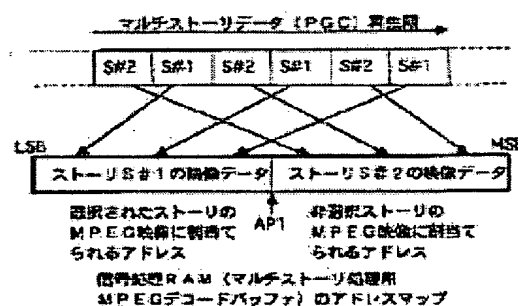 マルチストーリデータ(PGC)再生順
S#2 S#1 S#2 S#1 S#2 S#1
LSB MSB
ストーリS#1の映像データ ストーリS#2の映像データ
選択されたストーリの
MPEG映像に割当て
られるアドレス
AP1
非選択ストーリの
MPEG映像に割当て
られるアドレス
信号処理RAM(マルチストーリ処理用
MPEGデコードバッファ)のアドレスマップ